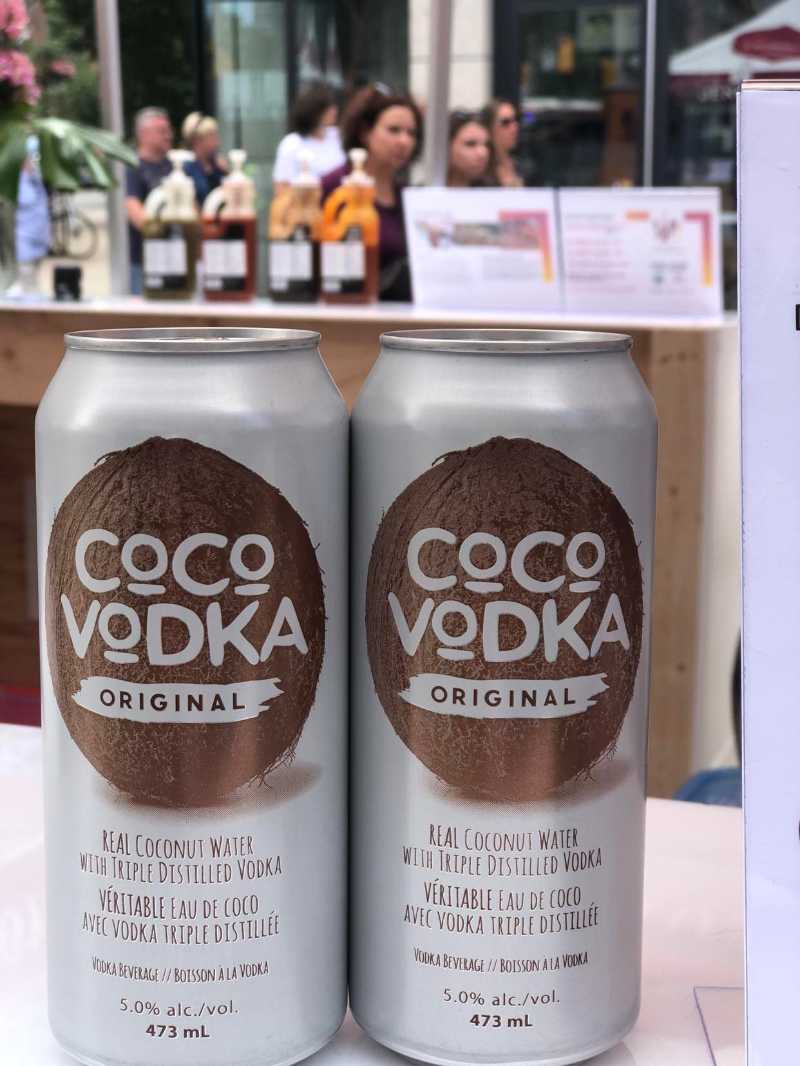 COCO
VODKA
ORIGINAL
REAL COCONUT WATER
WITH TRIPLE DISTILLED VODKA
VÉRITABLE EAU DE COCO
AVEC VODKA TRIPLE DISTILLÉE
VODKA BEVERAGE // BOISSON À LA VODKA
5.0% alc./vol.
473 mL
COCO
VODKA
ORIGINAL
REAL COCONUT WATER
WITH TRIPLE DISTILLED VODKA
VÉRITABLE EAU DE COCO
AVEC VODKA TRIPLE DISTILLÉE
VODKA BEVERAGE // BOISSON À LA VODKA
5.0% alc./vol.
473 mL